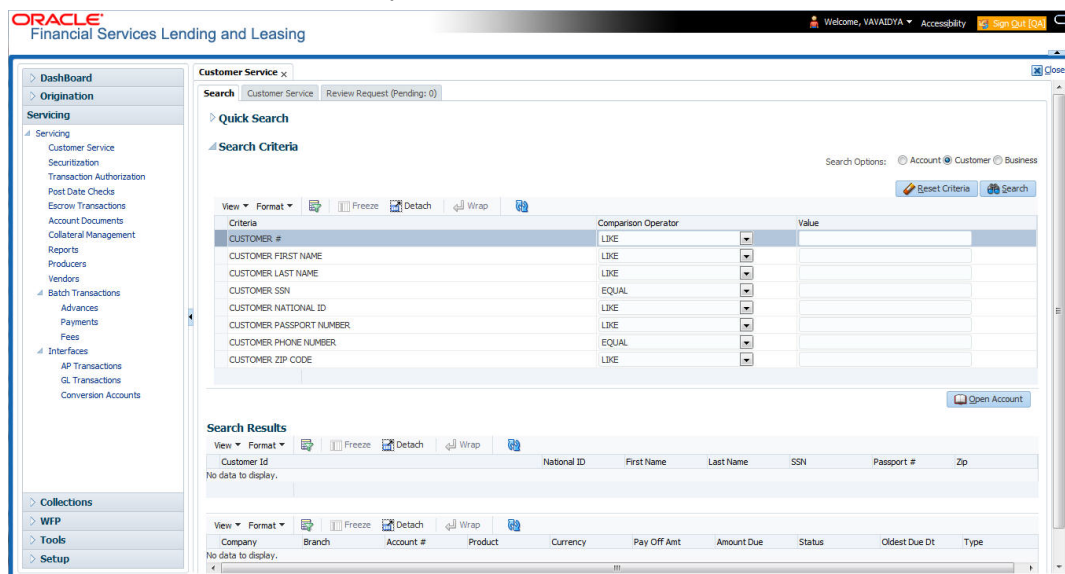 ORACLE
Financial Services Lending and Leasing
Welcome, VAVAIDYA Accessibility Sign Out [QA]
Customer Service x
Close
Search Customer Service Review Request (Pending: 0)
DashBoard
Origination
Servicing
Servicing
Customer Service
Securitization
Transaction Authorization
Post Date Checks
Escrow Transactions
Account Documents
Collateral Management
Reports
Producers
Vendors
Batch Transactions
Advances
Payments
Fees
Interfaces
AP Transactions
GL Transactions
Conversion Accounts
Collections
WFP
Tools
Setup
Quick Search
Search Criteria
Search Options: Account Customer Business
Reset Criteria Search
View Format Freeze Detach Wrap
Criteria Comparison Operator Value
CUSTOMER # LIKE
CUSTOMER FIRST NAME LIKE
CUSTOMER LAST NAME LIKE
CUSTOMER SSN EQUAL
CUSTOMER NATIONAL ID LIKE
CUSTOMER PASSPORT NUMBER LIKE
CUSTOMER PHONE NUMBER EQUAL
CUSTOMER ZIP CODE LIKE
Open Account
Search Results
View Format Freeze Detach Wrap
Customer Id National ID First Name Last Name SSN Passport # Zip
No data to display.
View Format Freeze Detach Wrap
Company Branch Account # Product Currency Pay Off Amt Amount Due Status Oldest Due Dt Type
No data to display.